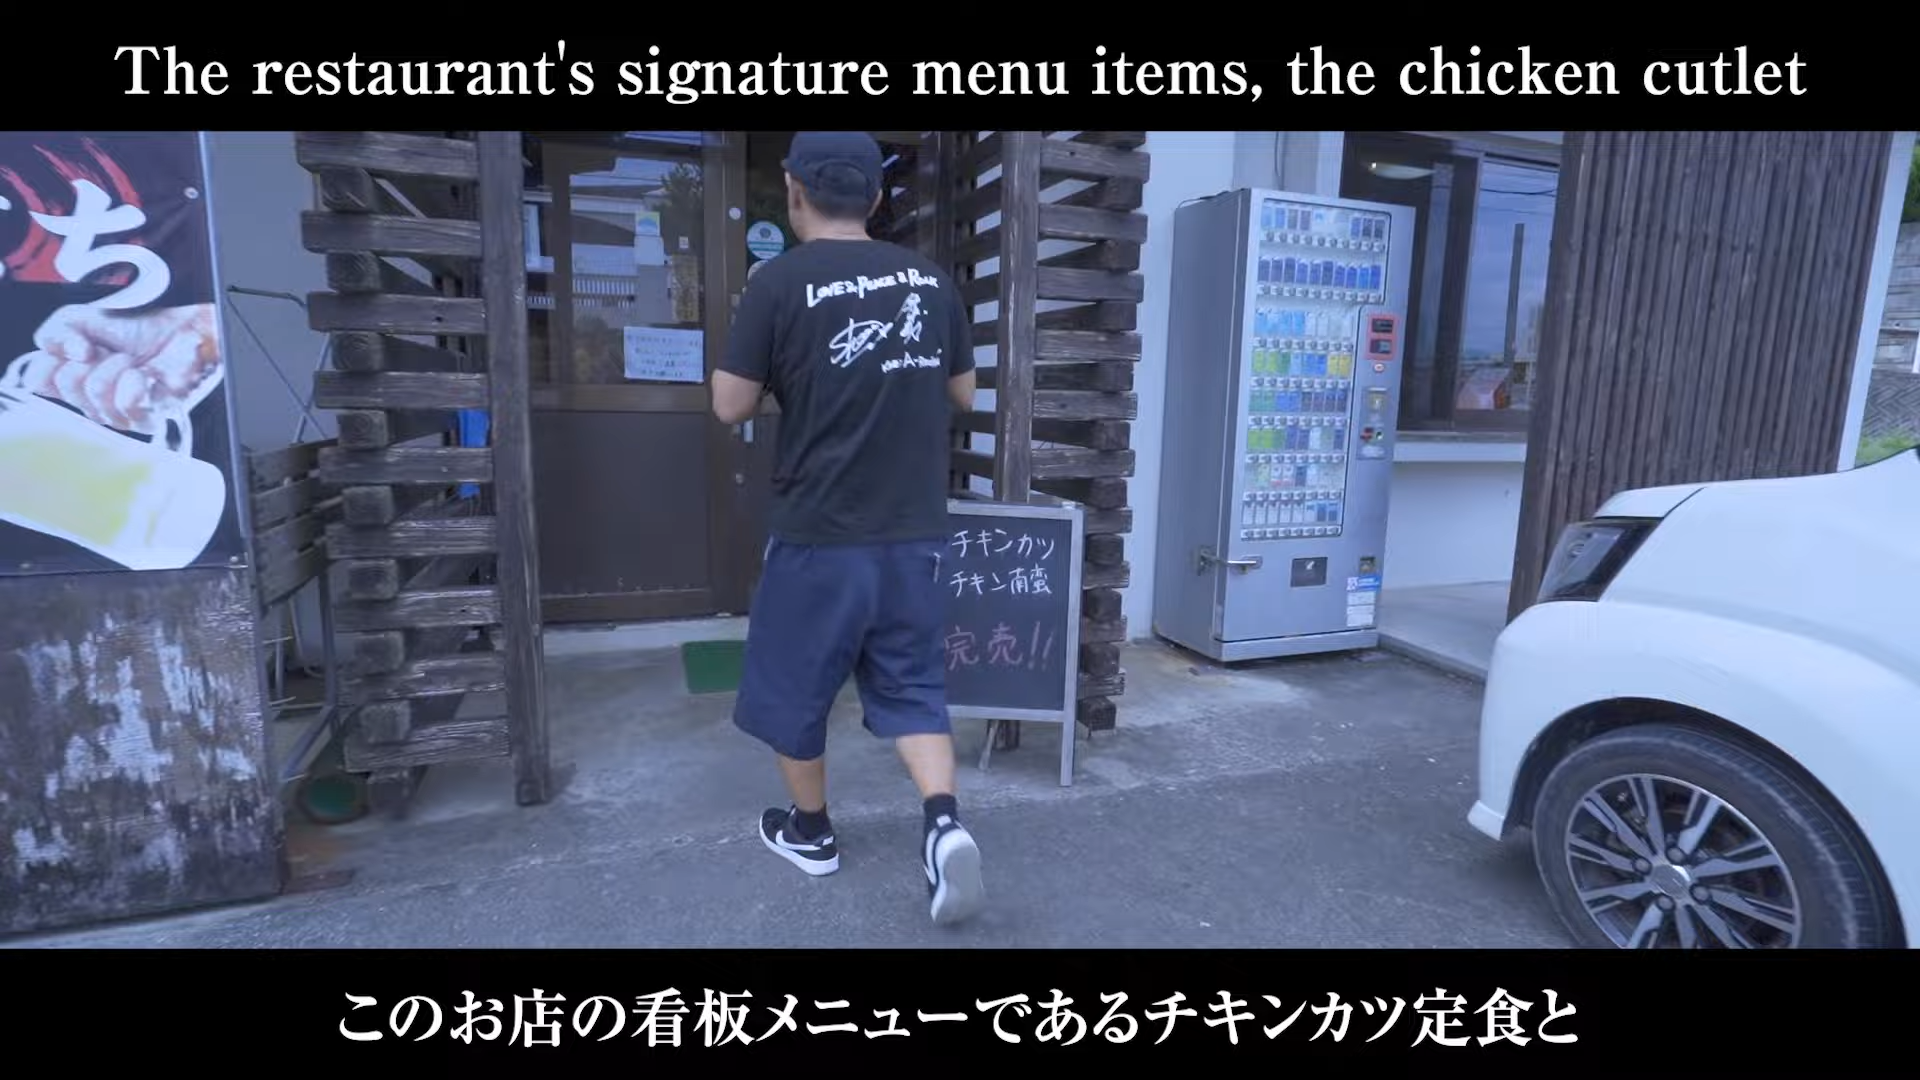 The restaurant's signature menu items, the chicken cutlet
ち
LOVE & PEACE & ROCK
チキンカツ
チキン南蛮
完売!!
このお店の看板メニューであるチキンカツ定食と